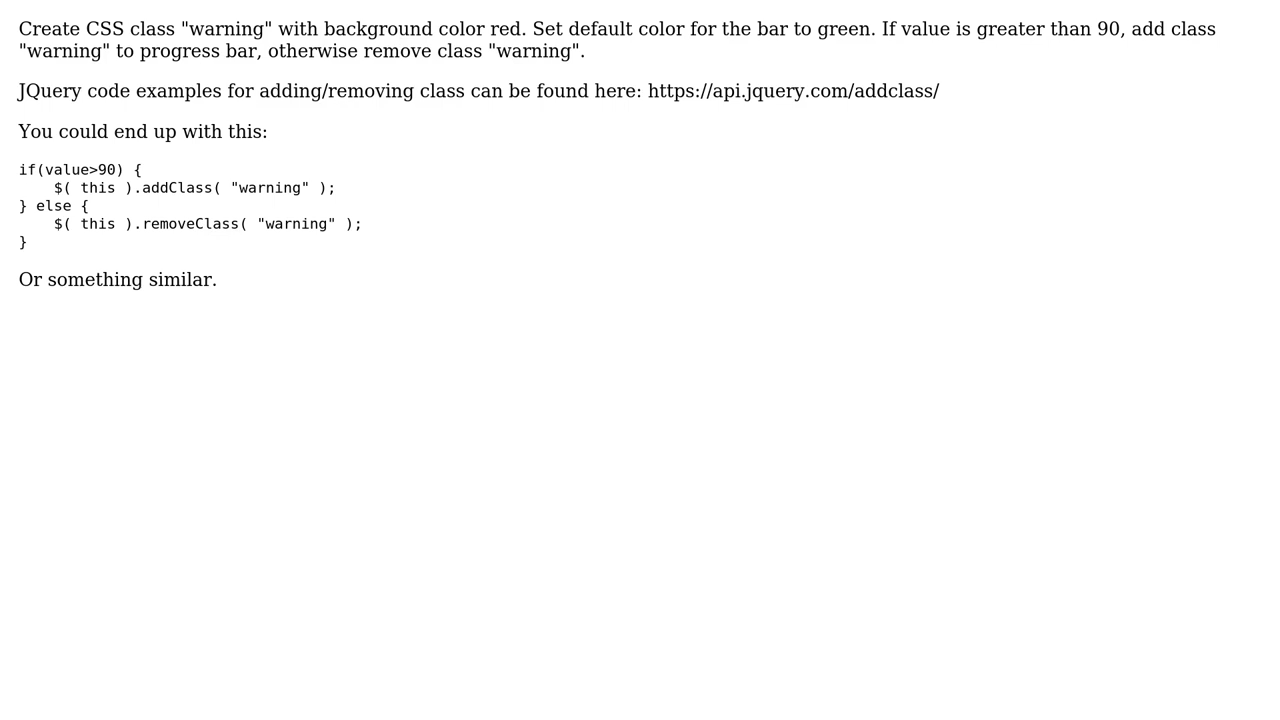 Create CSS class "warning" with background color red. Set default color for the bar to green. If value is greater than 90, add class
"warning" to progress bar, otherwise remove class "warning".
JQuery code examples for adding/removing class can be found here: https://api.jquery.com/addclass/
You could end up with this:
if(value>90) {
    $( this ).addClass( "warning" );
} else {
    $( this ).removeClass( "warning" );
}
Or something similar.